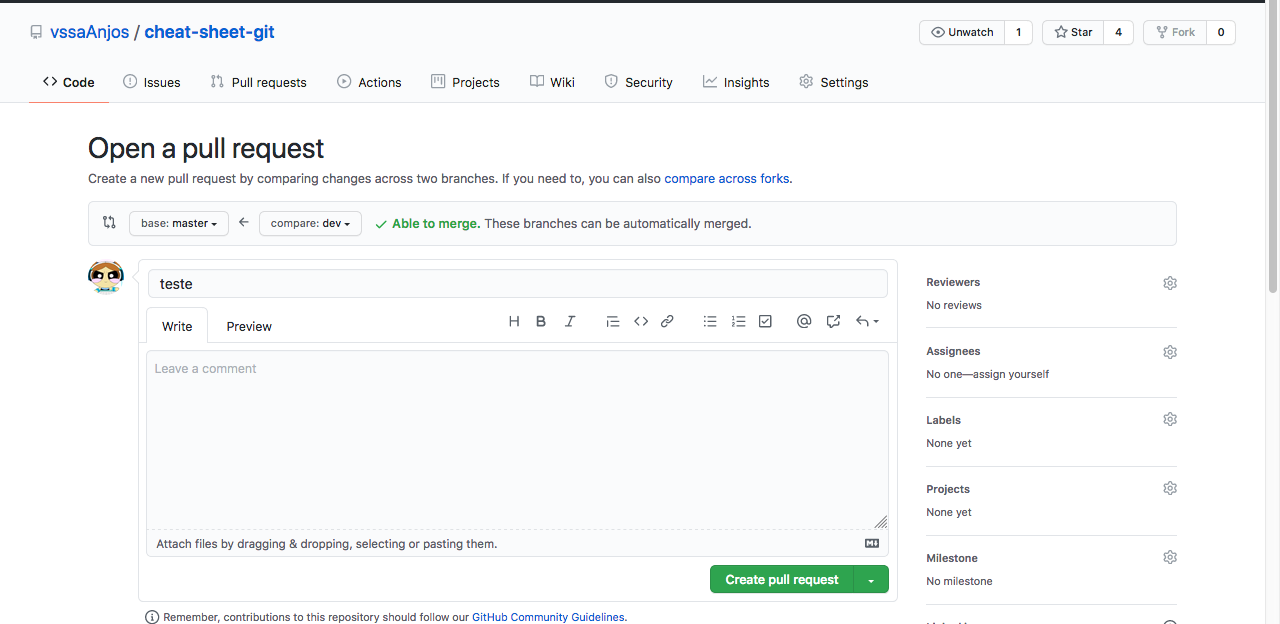 vssaAnjos / cheat-sheet-git
Unwatch 1 Star 4 Fork 0
Code Issues Pull requests Actions Projects Wiki Security Insights Settings
Open a pull request
Create a new pull request by comparing changes across two branches. If you need to, you can also compare across forks.
base: master compare: dev Able to merge. These branches can be automatically merged.
teste
Write Preview
Leave a comment
Attach files by dragging & dropping, selecting or pasting them.
Create pull request
Remember, contributions to this repository should follow our GitHub Community Guidelines.
Reviewers
No reviews
Assignees
No one—assign yourself
Labels
None yet
Projects
None yet
Milestone
No milestone